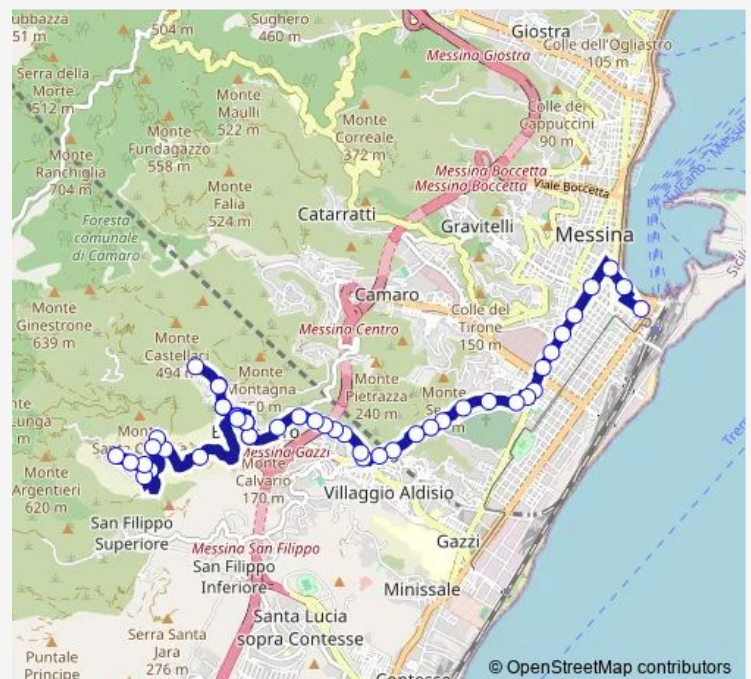 ubbazza
51 m
504 m
Sughero
460 m
Giostra
Colle dell'Ogliastro
105 m
Messina Giostra
Serra della
Morte
512 m
Monte
Maulli
522 m
Colle dei
Cappuccini
90 m
Monte
Fundagazzo
558 m
Monte
Correale
372 m
Monte
Ranchiglia
704 m
Messina Boccetta
Messina Boccetta
Viale Boccetta
Monte
Falia
524 m
Catarratti
Gravitelli
Messina
Foresta
comunale
di Camaro
Camaro
Monte
Ginestrone
639 m
Messina Centro
Colle del
Tirone
150 m
Monte
Castellaci
494 m
Monte
Montagna
Monte
Pietrazza
240 m
Monte
Messina Gazzi
Monte
Calvario
170 m
Monte
Argentieri
620 m
Villaggio Aldisio
San Filippo
Superiore
Gazzi
Messina San Filippo
San Filippo
Inferiore
Minissale
Santa Lucia
sopra Contesse
Serra Santa
Jara
276 m
Puntale
Principe
© OpenStreetMap contributors